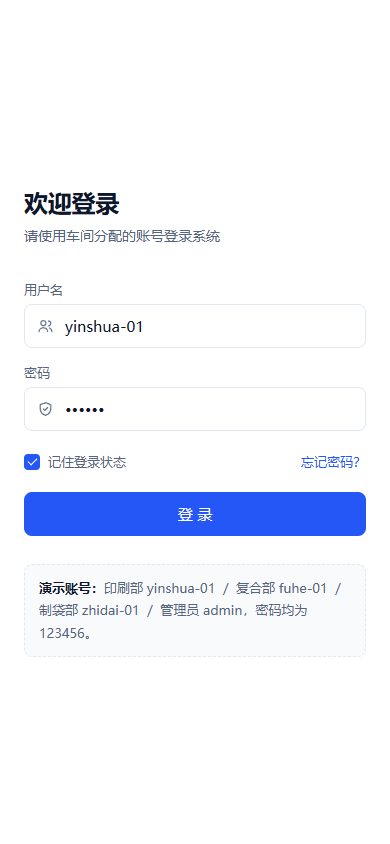 欢迎登录
请使用车间分配的账号登录系统
用户名
yinshua-01
密码
••••••
记住登录状态 忘记密码?
登 录
演示账号：印刷部 yinshua-01 / 复合部 fuhe-01 /
制袋部 zhidai-01 / 管理员 admin，密码均为
123456。